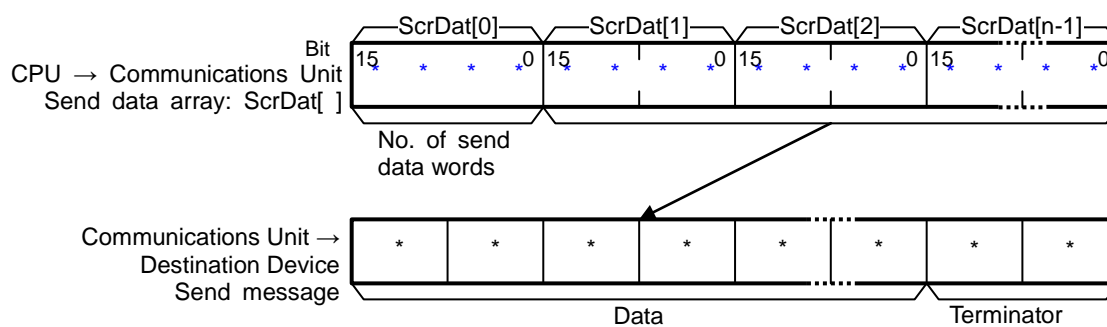 ScrDat[0] ScrDat[1] ScrDat[2] ScrDat[n-1]
Bit 15 0 15 0 15 0 15 0
CPU → Communications Unit * * * * * * * * * * * * * * * *
Send data array: ScrDat[ ]
No. of send
data words
Communications Unit → * * * * * * * *
Destination Device
Send message
Data Terminator